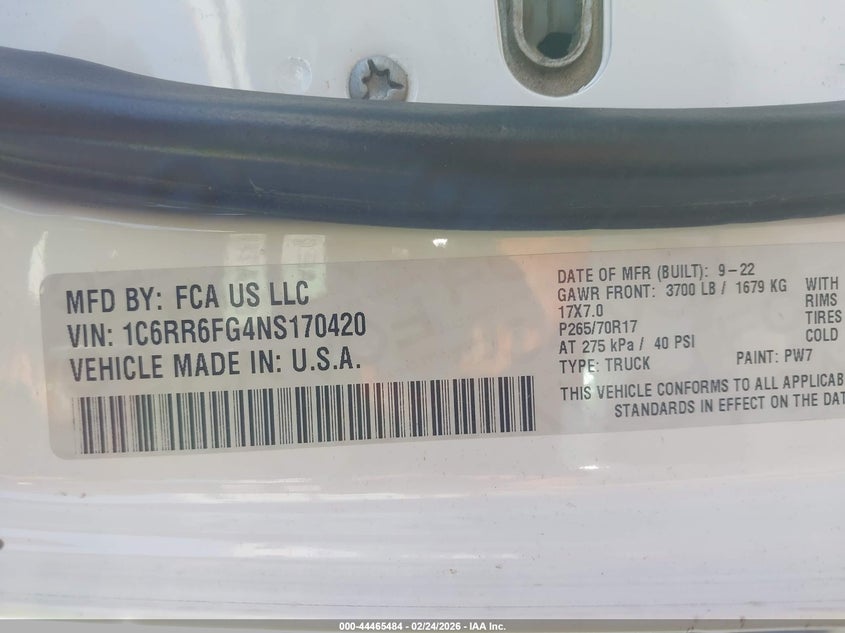 MFD BY: FCA US LLC
VIN: 1C6RR6FG4NS170420
VEHICLE MADE IN: U.S.A.
DATE OF MFR (BUILT): 9-22
GAWR FRONT: 3700 LB / 1679 KG WITH
17X7.0 RIMS
P265/70R17 TIRES
AT 275 kPa / 40 PSI COLD
TYPE: TRUCK PAINT: PW7
THIS VEHICLE CONFORMS TO ALL APPLICAB
STANDARDS IN EFFECT ON THE DAT
000-44465484 - 02/24/2026 - IAA Inc.